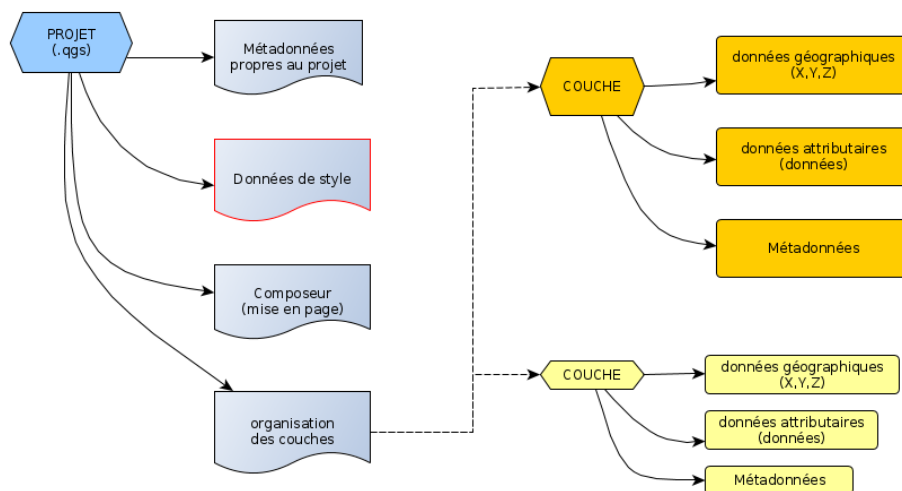 PROJET
(.qgs)
Métadonnées
propres au projet
Données de style
Composeur
(mise en page)
organisation
des couches
COUCHE
données géographiques
(X,Y,Z)
données attributaires
(données)
Métadonnées
COUCHE
données géographiques
(X,Y,Z)
données attributaires
(données)
Métadonnées